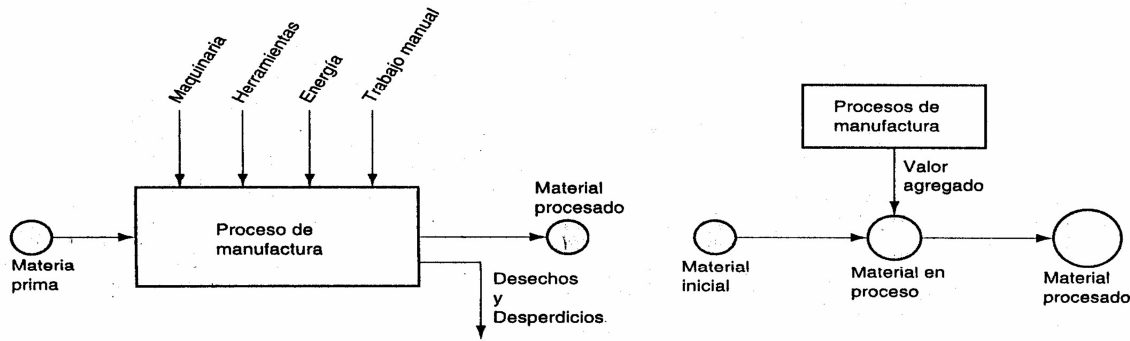 Maquinaria
Herramientas
Energía
Trabajo manual
Materia
prima
Proceso de
manufactura
Material
procesado
Desechos
y
Desperdicios
Procesos de
manufactura
Valor
agregado
Material
inicial
Material en
proceso
Material
procesado